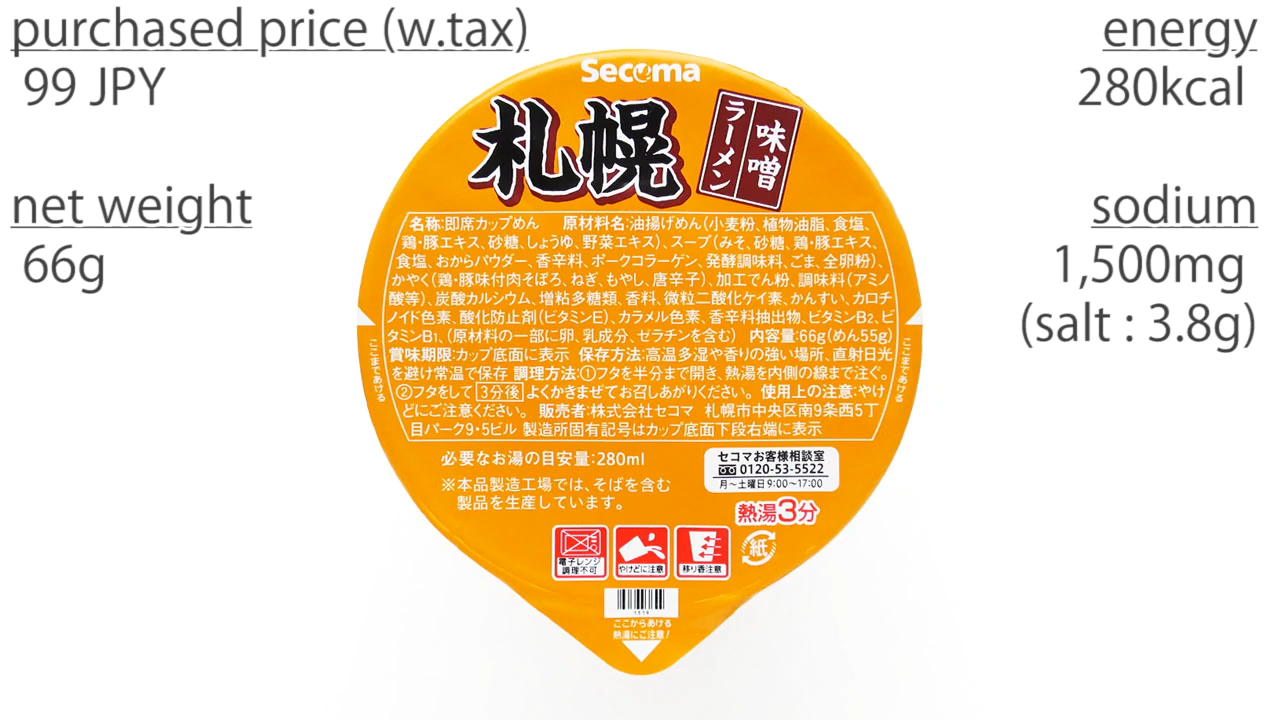 purchased price (w.tax)
99 JPY
net weight
66g
energy
280kcal
sodium
1,500mg
(salt : 3.8g)
Secoma
札幌
味噌
ラーメン
名称:即席カップめん 原材料名:油揚げめん(小麦粉、植物油脂、食塩、
鶏・豚エキス、砂糖、しょうゆ、野菜エキス)、スープ(みそ、砂糖、鶏・豚エキス、
食塩、おからパウダー、香辛料、ポークコラーゲン、発酵調味料、ごま、全卵粉)、
かやく(鶏・豚味付肉そぼろ、ねぎ、もやし、唐辛子)、加工でん粉、調味料(アミノ
酸等)、炭酸カルシウム、増粘多糖類、香料、微粒二酸化ケイ素、かんすい、カロチ
ノイド色素、酸化防止剤(ビタミンE)、カラメル色素、香辛料抽出物、ビタミンB₂、ビ
タミンB₁、(原材料の一部に卵、乳成分、ゼラチンを含む) 内容量:66g(めん55g)
賞味期限:カップ底面に表示 保存方法:高温多湿や香りの強い場所、直射日光
を避け常温で保存 調理方法:①フタを半分まで開き、熱湯を内側の線まで注ぐ。
②フタをして 3分後 よくかきまぜてお召しあがりください。 使用上の注意:やけ
どにご注意ください。 販売者:株式会社セコマ 札幌市中央区南9条西5丁
目パーク9・5ビル 製造所固有記号はカップ底面下段右端に表示
ここまであける
ここまであける
必要なお湯の目安量:280ml
※本品製造工場では、そばを含む
製品を生産しています。
セコマお客様相談室
0120-53-5522
月〜土曜日9:00〜17:00
熱湯3分
電子レンジ
調理不可
やけどに注意
移り香注意
紙
ここからあける
熱湯にご注意!